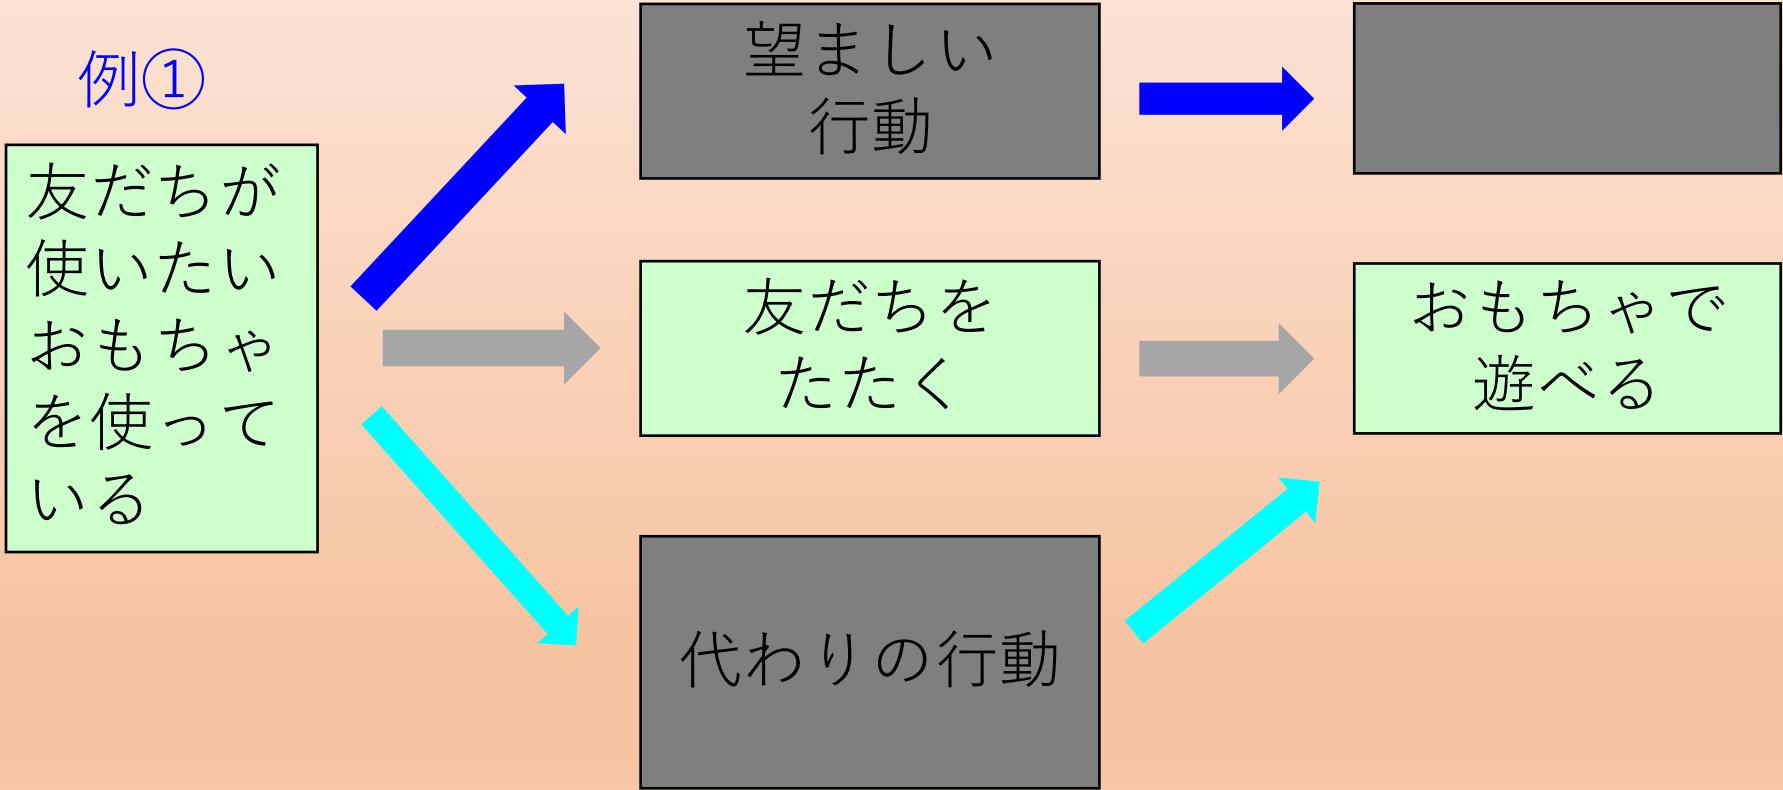 例①
友だちが
使いたい
おもちゃ
を使って
いる
望ましい
行動
友だちを
たたく
おもちゃで
遊べる
代わりの行動